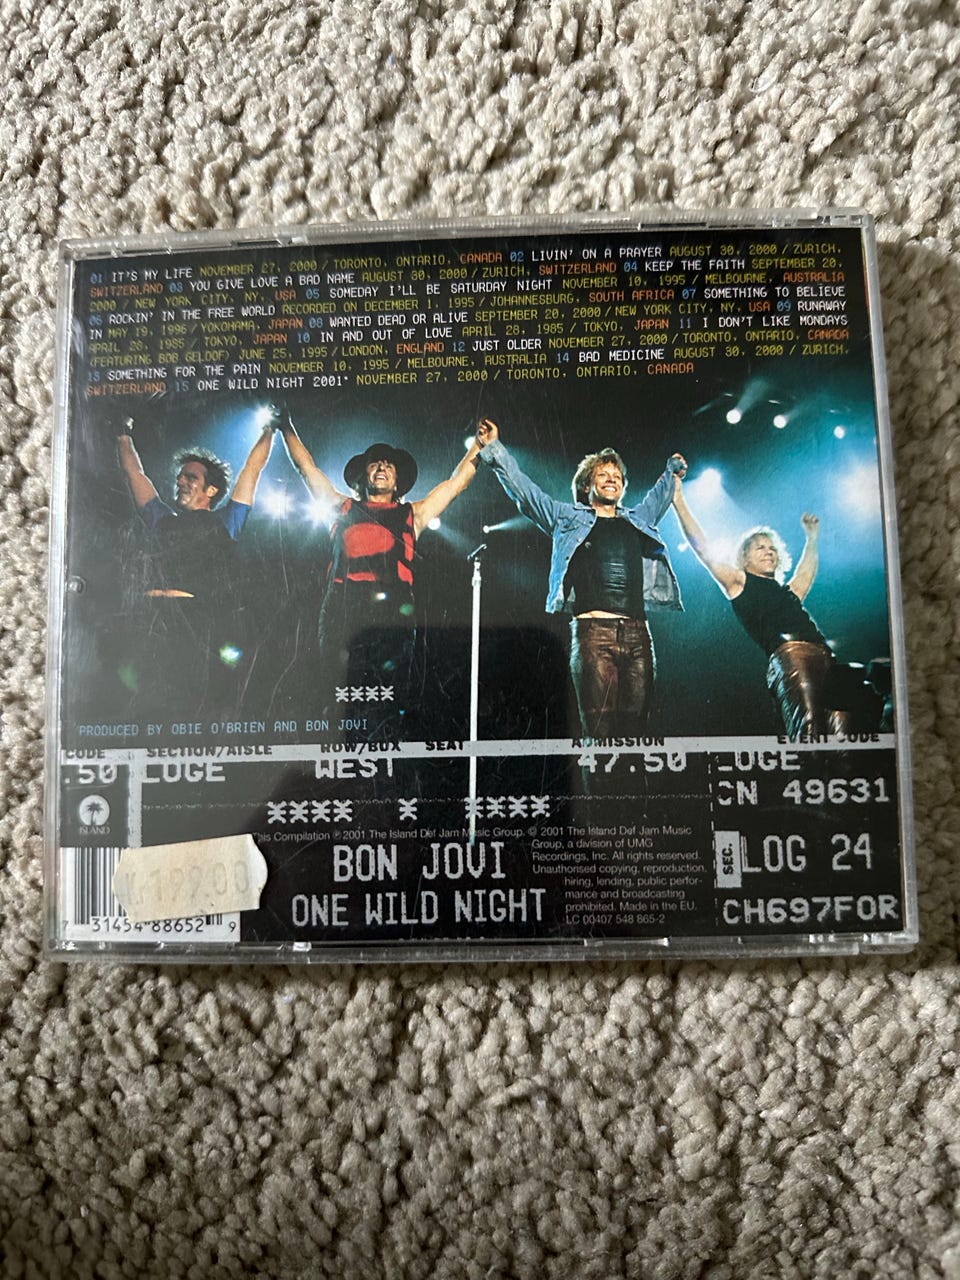 01 IT'S MY LIFE NOVEMBER 27, 2000 / TORONTO, ONTARIO, CANADA 02 LIVIN' ON A PRAYER AUGUST 30, 2000 / ZURICH,
SWITZERLAND 03 YOU GIVE LOVE A BAD NAME AUGUST 30, 2000 / ZURICH, SWITZERLAND 04 KEEP THE FAITH SEPTEMBER 20,
2000 / NEW YORK CITY, NY, USA 05 SOMEDAY I'LL BE SATURDAY NIGHT NOVEMBER 10, 1995 / MELBOURNE, AUSTRALIA
06 ROCKIN' IN THE FREE WORLD RECORDED ON DECEMBER 1, 1995 / JOHANNESBURG, SOUTH AFRICA 07 SOMETHING TO BELIEVE
IN MAY 19, 1996 / YOKOHAMA, JAPAN 08 WANTED DEAD OR ALIVE SEPTEMBER 20, 2000 / NEW YORK CITY, NY, USA 09 RUNAWAY
APRIL 28, 1985 / TOKYO, JAPAN 10 IN AND OUT OF LOVE APRIL 28, 1985 / TOKYO, JAPAN 11 I DON'T LIKE MONDAYS
(FEATURING BOB GELDOF) JUNE 25, 1995 / LONDON, ENGLAND 12 JUST OLDER NOVEMBER 27, 2000 / TORONTO, ONTARIO, CANADA
13 SOMETHING FOR THE PAIN NOVEMBER 10, 1995 / MELBOURNE, AUSTRALIA 14 BAD MEDICINE AUGUST 30, 2000 / ZURICH,
SWITZERLAND 15 ONE WILD NIGHT 2001* NOVEMBER 27, 2000 / TORONTO, ONTARIO, CANADA
****
PRODUCED BY OBIE O'BRIEN AND BON JOVI
CODE SECTION/AISLE ROW/BOX SEAT ADMISSION EVENT CODE
.50 LOGE WEST 47.50 LOGE
CN 49631
**** * ****
ISLAND
This Compilation ℗ 2001 The Island Def Jam Music Group. © 2001 The Island Def Jam Music
Group, a division of UMG
Recordings, Inc. All rights reserved.
Unauthorised copying, reproduction,
hiring, lending, public perfor-
mance and broadcasting
prohibited. Made in the EU.
LC 00407 548 865-2
BON JOVI
ONE WILD NIGHT
SEC. LOG 24
CH697FOR
7 31454 88652 9